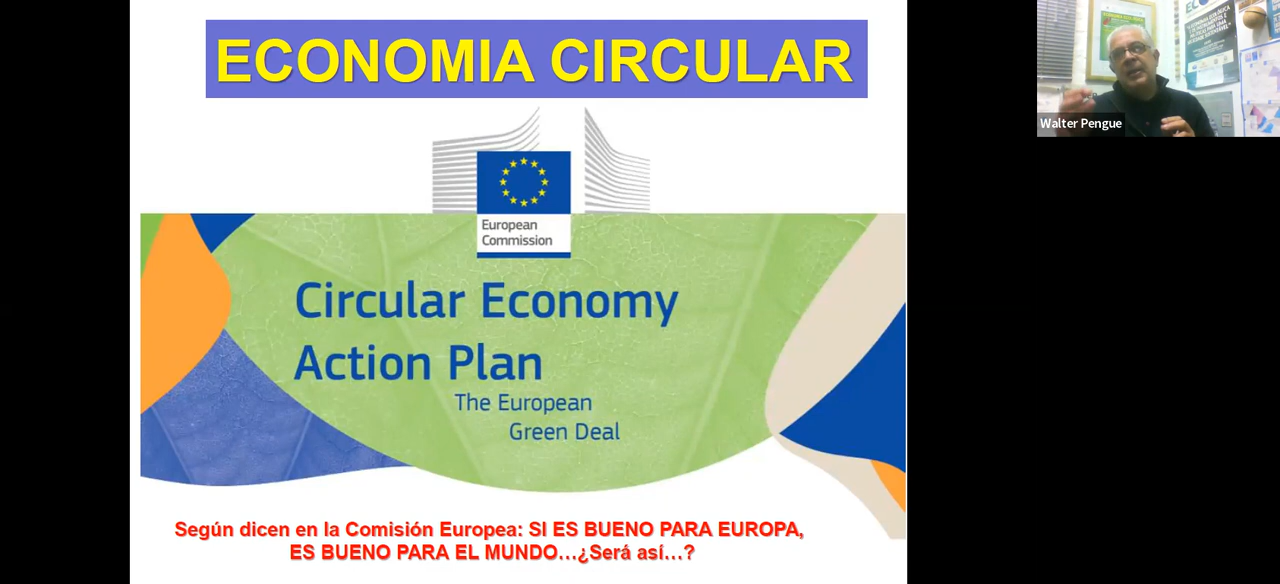 ECONOMIA CIRCULAR
European
Commission
Circular Economy
Action Plan
The European
Green Deal
Según dicen en la Comisión Europea: SI ES BUENO PARA EUROPA,
ES BUENO PARA EL MUNDO…¿Será así…?
Walter Pengue